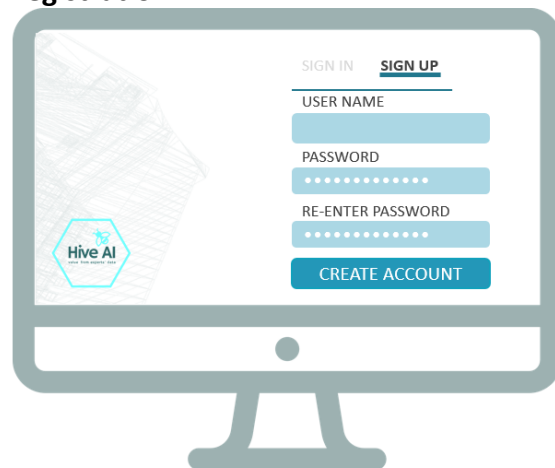 SIGN IN SIGN UP
USER NAME
PASSWORD
RE-ENTER PASSWORD
Hive AI
CREATE ACCOUNT